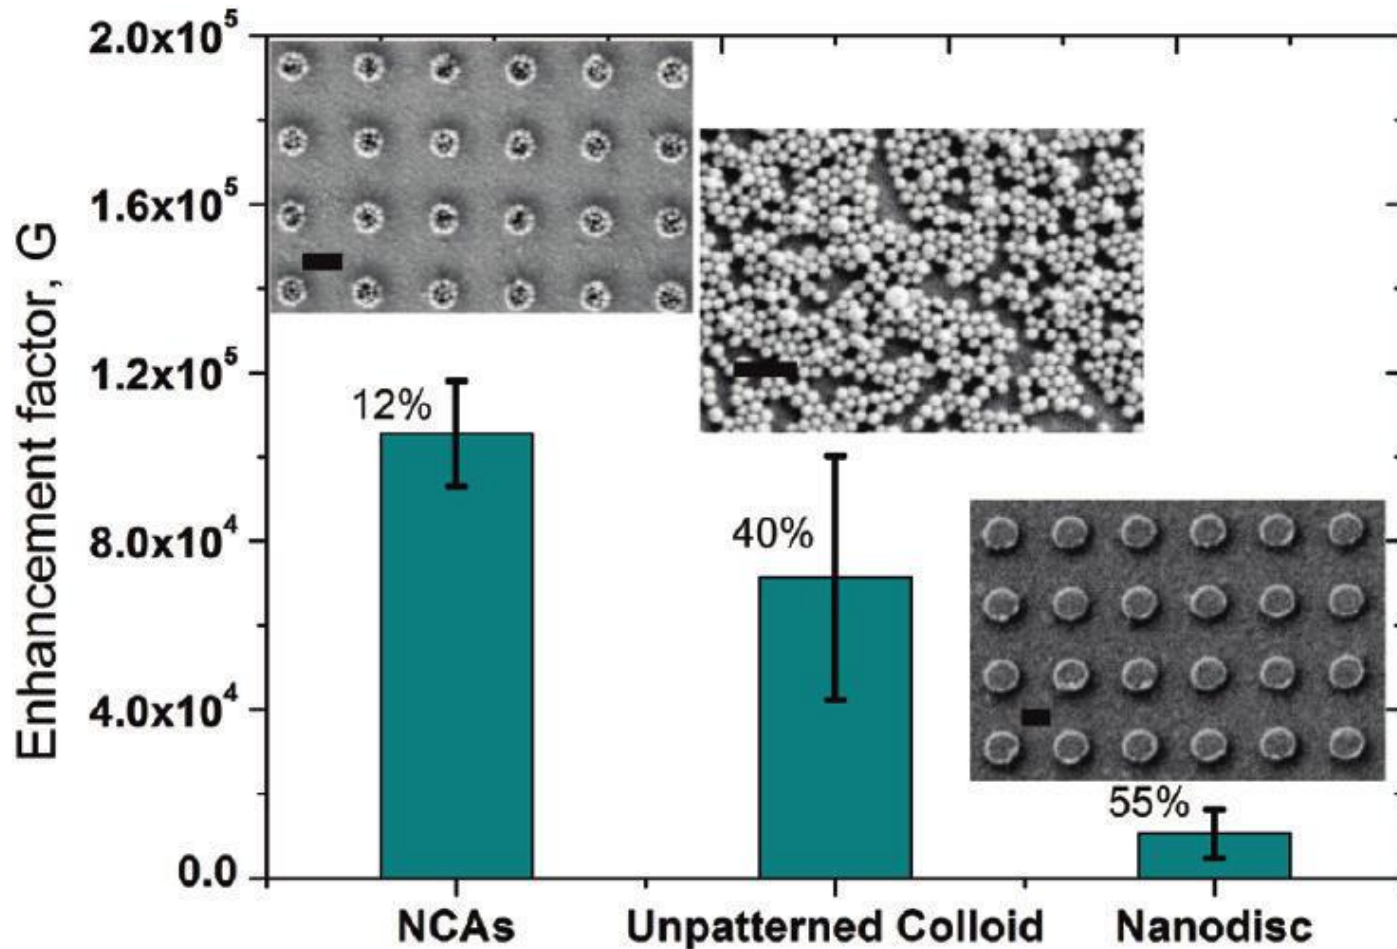 Enhancement factor, G
2.0x10⁵
1.6x10⁵
1.2x10⁵
8.0x10⁴
4.0x10⁴
0.0
12%
40%
55%
NCAs
Unpatterned Colloid
Nanodisc